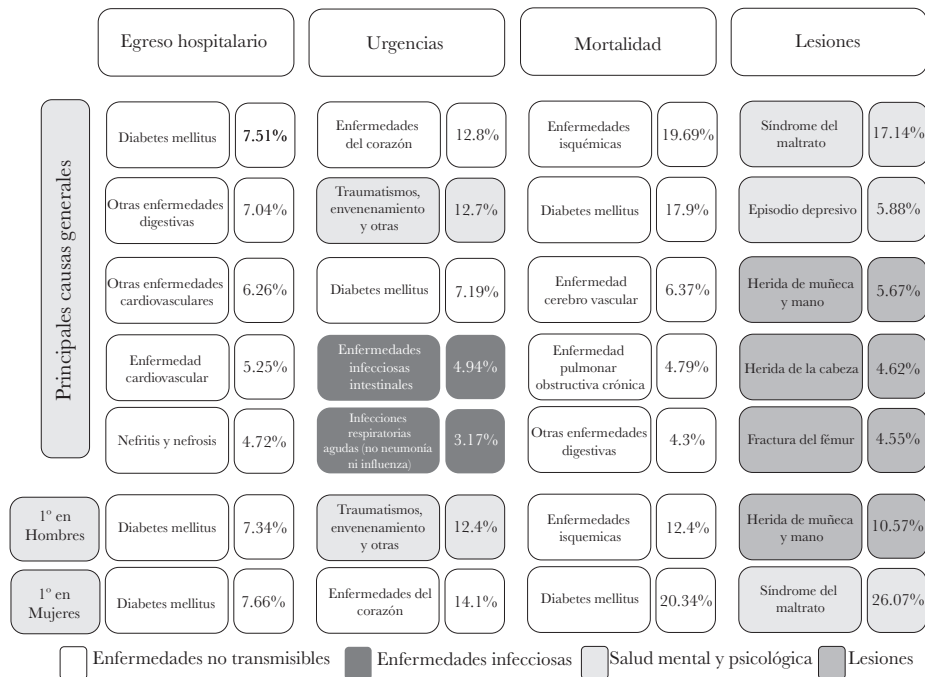 Egreso hospitalario
Urgencias
Mortalidad
Lesiones
Principales causas generales
Diabetes mellitus
7.51%
Enfermedades
del corazón
12.8%
Enfermedades
isquémicas
19.69%
Síndrome del
maltrato
17.14%
Otras enfermedades
digestivas
7.04%
Traumatismos,
envenenamiento
y otras
12.7%
Diabetes mellitus
17.9%
Episodio depresivo
5.88%
Otras enfermedades
cardiovasculares
6.26%
Diabetes mellitus
7.19%
Enfermedad
cerebro vascular
6.37%
Herida de muñeca
y mano
5.67%
Enfermedad
cardiovascular
5.25%
Enfermedades
infecciosas
intestinales
4.94%
Enfermedad
pulmonar
obstructiva crónica
4.79%
Herida de la cabeza
4.62%
Nefritis y nefrosis
4.72%
Infecciones
respiratorías
agudas (no neumonía
ni influenza)
3.17%
Otras enfermedades
digestivas
4.3%
Fractura del fémur
4.55%
1º en
Hombres
Diabetes mellitus
7.34%
Traumatismos,
envenenamiento
y otras
12.4%
Enfermedades
isquemicas
12.4%
Herida de muñeca
y mano
10.57%
1º en
Mujeres
Diabetes mellitus
7.66%
Enfermedades del
corazón
14.1%
Diabetes mellitus
20.34%
Síndrome del
maltrato
26.07%
Enfermedades no transmisibles
Enfermedades infecciosas
Salud mental y psicológica
Lesiones